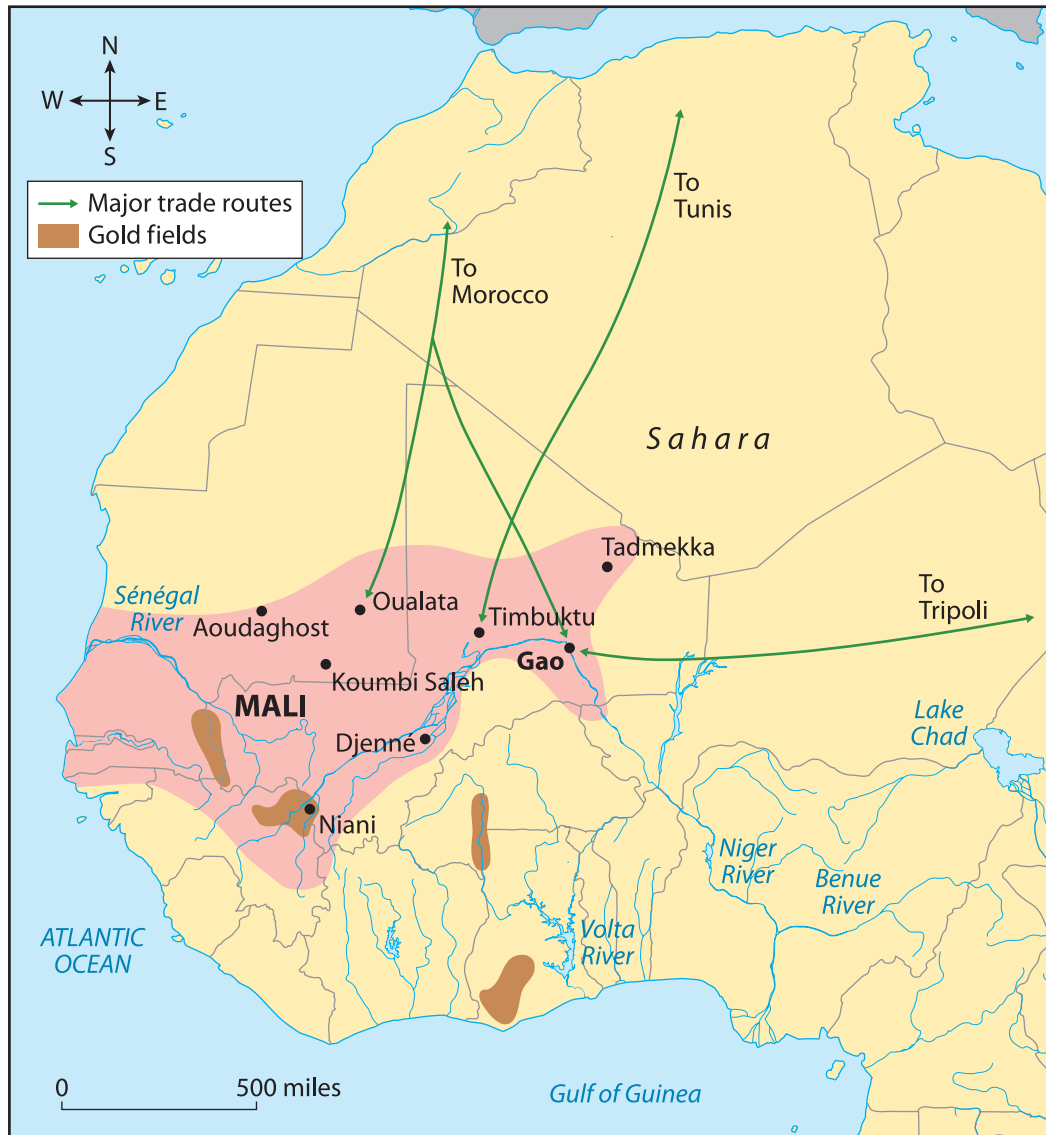 N
W E
S
Major trade routes
Gold fields
To
Tunis
To
Morocco
Sahara
Tadmekka
Sénégal
River
Oualata
Aoudaghost
Timbuktu
To
Tripoli
Gao
Koumbi Saleh
MALI
Djenné
Lake
Chad
Niani
Niger
River
Benue
River
Volta
River
ATLANTIC
OCEAN
0 500 miles
Gulf of Guinea